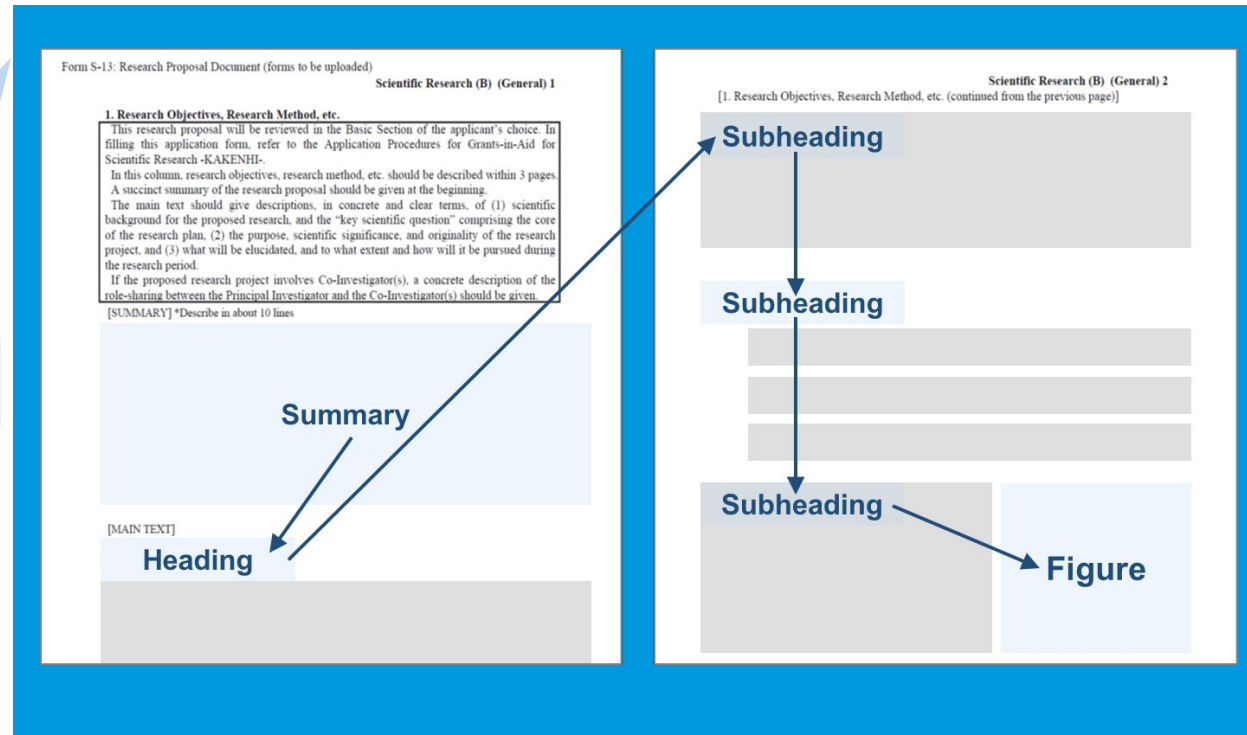 Form S-13: Research Proposal Document (forms to be uploaded)
Scientific Research (B) (General) 1
1. Research Objectives, Research Method, etc.
This research proposal will be reviewed in the Basic Section of the applicant's choice. In
filling this application form, refer to the Application Procedures for Grants-in-Aid for
Scientific Research -KAKENHI-.
In this column, research objectives, research method, etc. should be described within 3 pages.
A succinct summary of the research proposal should be given at the beginning.
The main text should give descriptions, in concrete and clear terms, of (1) scientific
background for the proposed research, and the "key scientific question" comprising the core
of the research plan, (2) the purpose, scientific significance, and originality of the research
project, and (3) what will be elucidated, and to what extent and how will it be pursued during
the research period.
If the proposed research project involves Co-Investigator(s), a concrete description of the
role-sharing between the Principal Investigator and the Co-Investigator(s) should be given.
[SUMMARY] *Describe in about 10 lines
Summary
[MAIN TEXT]
Heading
Scientific Research (B) (General) 2
[1. Research Objectives, Research Method, etc. (continued from the previous page)]
Subheading
Subheading
Subheading
Figure